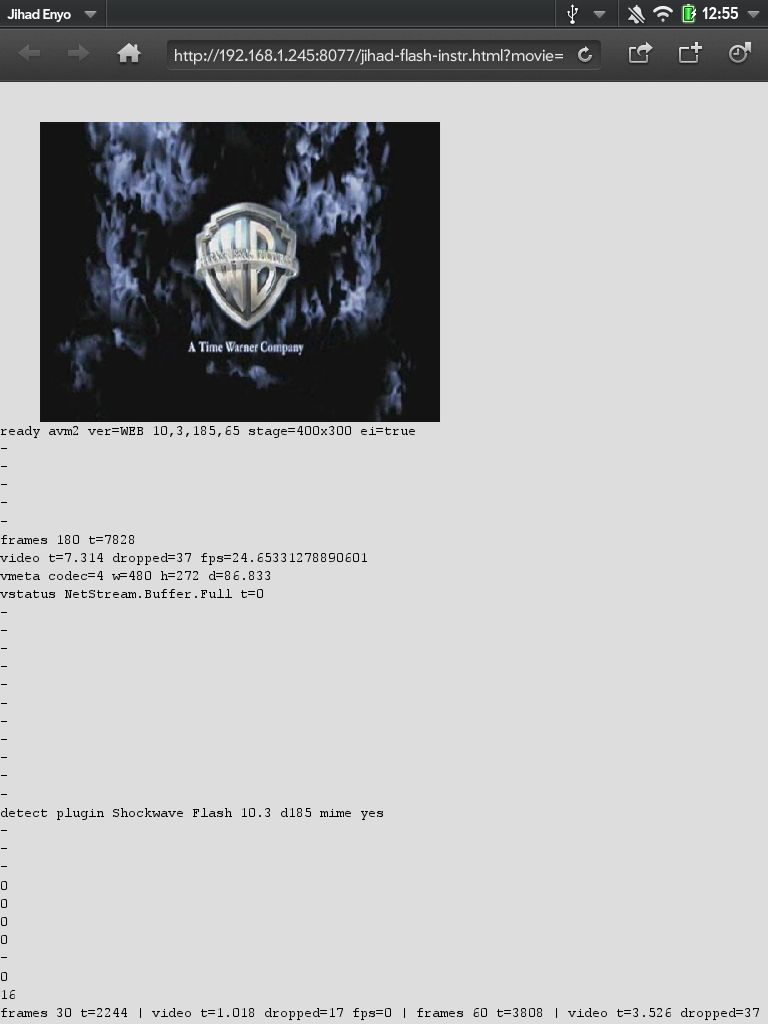 Jihad Enyo
12:55
http://192.168.1.245:8077/jihad-flash-instr.html?movie=
WB
A Time Warner Company
ready avm2 ver=WEB 10,3,185,65 stage=400x300 ei=true
-
-
-
-
-
frames 180 t=7828
video t=7.314 dropped=37 fps=24.65331278890601
vmeta codec=4 w=480 h=272 d=86.833
vstatus NetStream.Buffer.Full t=0
-
-
-
-
-
-
-
-
-
-
-
detect plugin Shockwave Flash 10.3 d185 mime yes
-
-
-
0
0
0
0
-
0
16
frames 30 t=2244 | video t=1.018 dropped=17 fps=0 | frames 60 t=3808 | video t=3.526 dropped=37